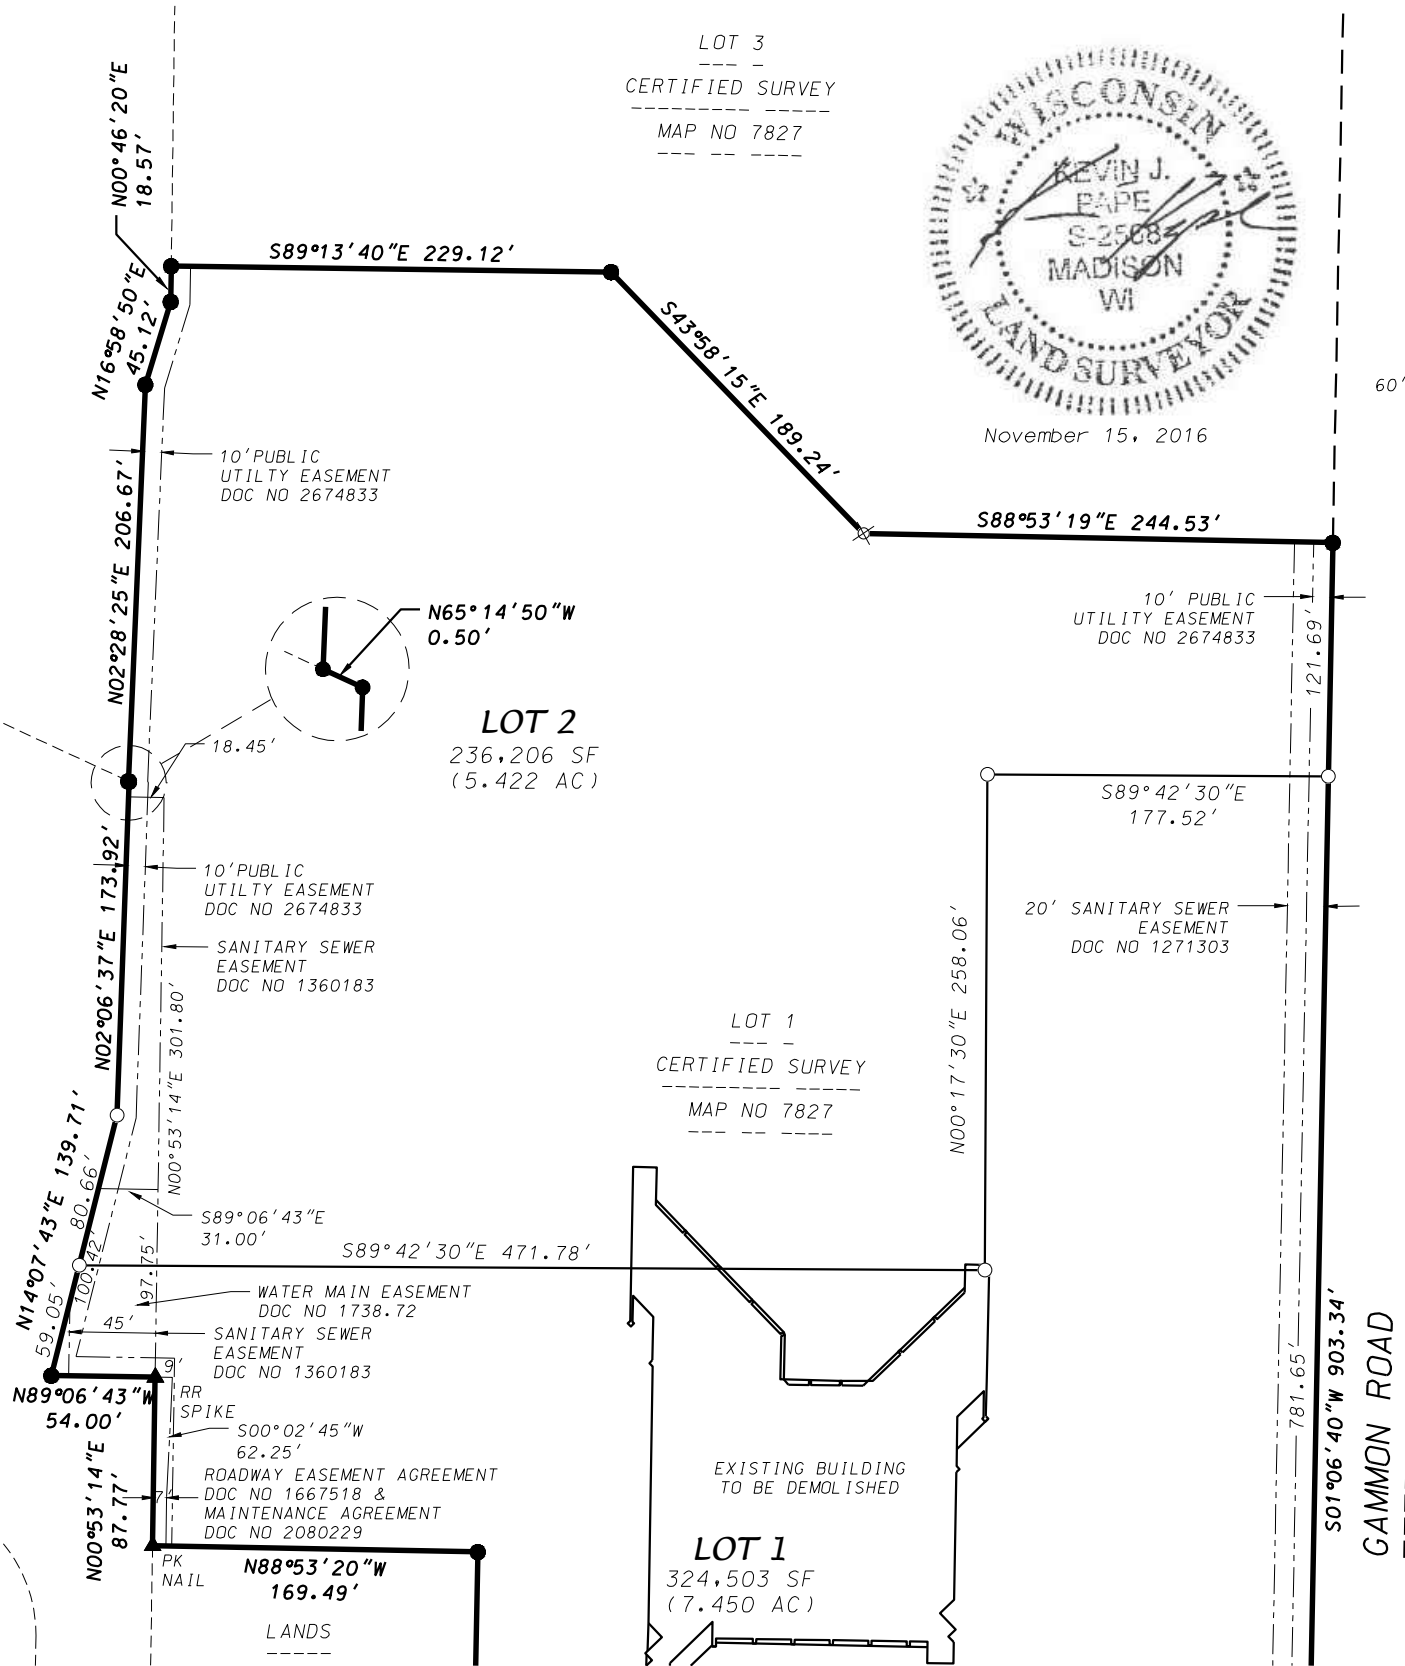 LOT 3
CERTIFIED SURVEY
MAP NO 7827
WISCONSIN
KEVIN J.
PAPE
S-2568
MADISON
WI
LAND SURVEYOR
November 15, 2016
60'
N00°46'20"E
18.57'
S89°13'40"E 229.12'
N16°58'50"E
45.12'
S43°58'15"E 189.24'
S88°53'19"E 244.53'
10'PUBLIC
UTILTY EASEMENT
DOC NO 2674833
N02°28'25"E 206.67'
N65°14'50"W
0.50'
10' PUBLIC
UTILITY EASEMENT
DOC NO 2674833
121.69'
LOT 2
236,206 SF
(5.422 AC)
18.45'
S89°42'30"E
177.52'
N02°06'37"E 173.92'
10'PUBLIC
UTILTY EASEMENT
DOC NO 2674833
SANITARY SEWER
EASEMENT
DOC NO 1360183
20' SANITARY SEWER
EASEMENT
DOC NO 1271303
N00°17'30"E 258.06'
N00°53'14"E 301.80'
LOT 1
CERTIFIED SURVEY
MAP NO 7827
N14°07'43"E 139.71'
80.66'
S89°06'43"E
31.00'
S89°42'30"E 471.78'
100.42'
97.75'
59.05'
WATER MAIN EASEMENT
DOC NO 1738.72
45'
SANITARY SEWER
EASEMENT
DOC NO 1360183
9'
N89°06'43"W
54.00'
RR
SPIKE
S00°02'45"W
62.25'
ROADWAY EASEMENT AGREEMENT
DOC NO 1667518 &
MAINTENANCE AGREEMENT
DOC NO 2080229
7'
N00°53'14"E
87.77'
PK
NAIL
N88°53'20"W
169.49'
LANDS
EXISTING BUILDING
TO BE DEMOLISHED
LOT 1
324,503 SF
(7.450 AC)
781.65'
S01°06'40"W 903.34'
GAMMON ROAD